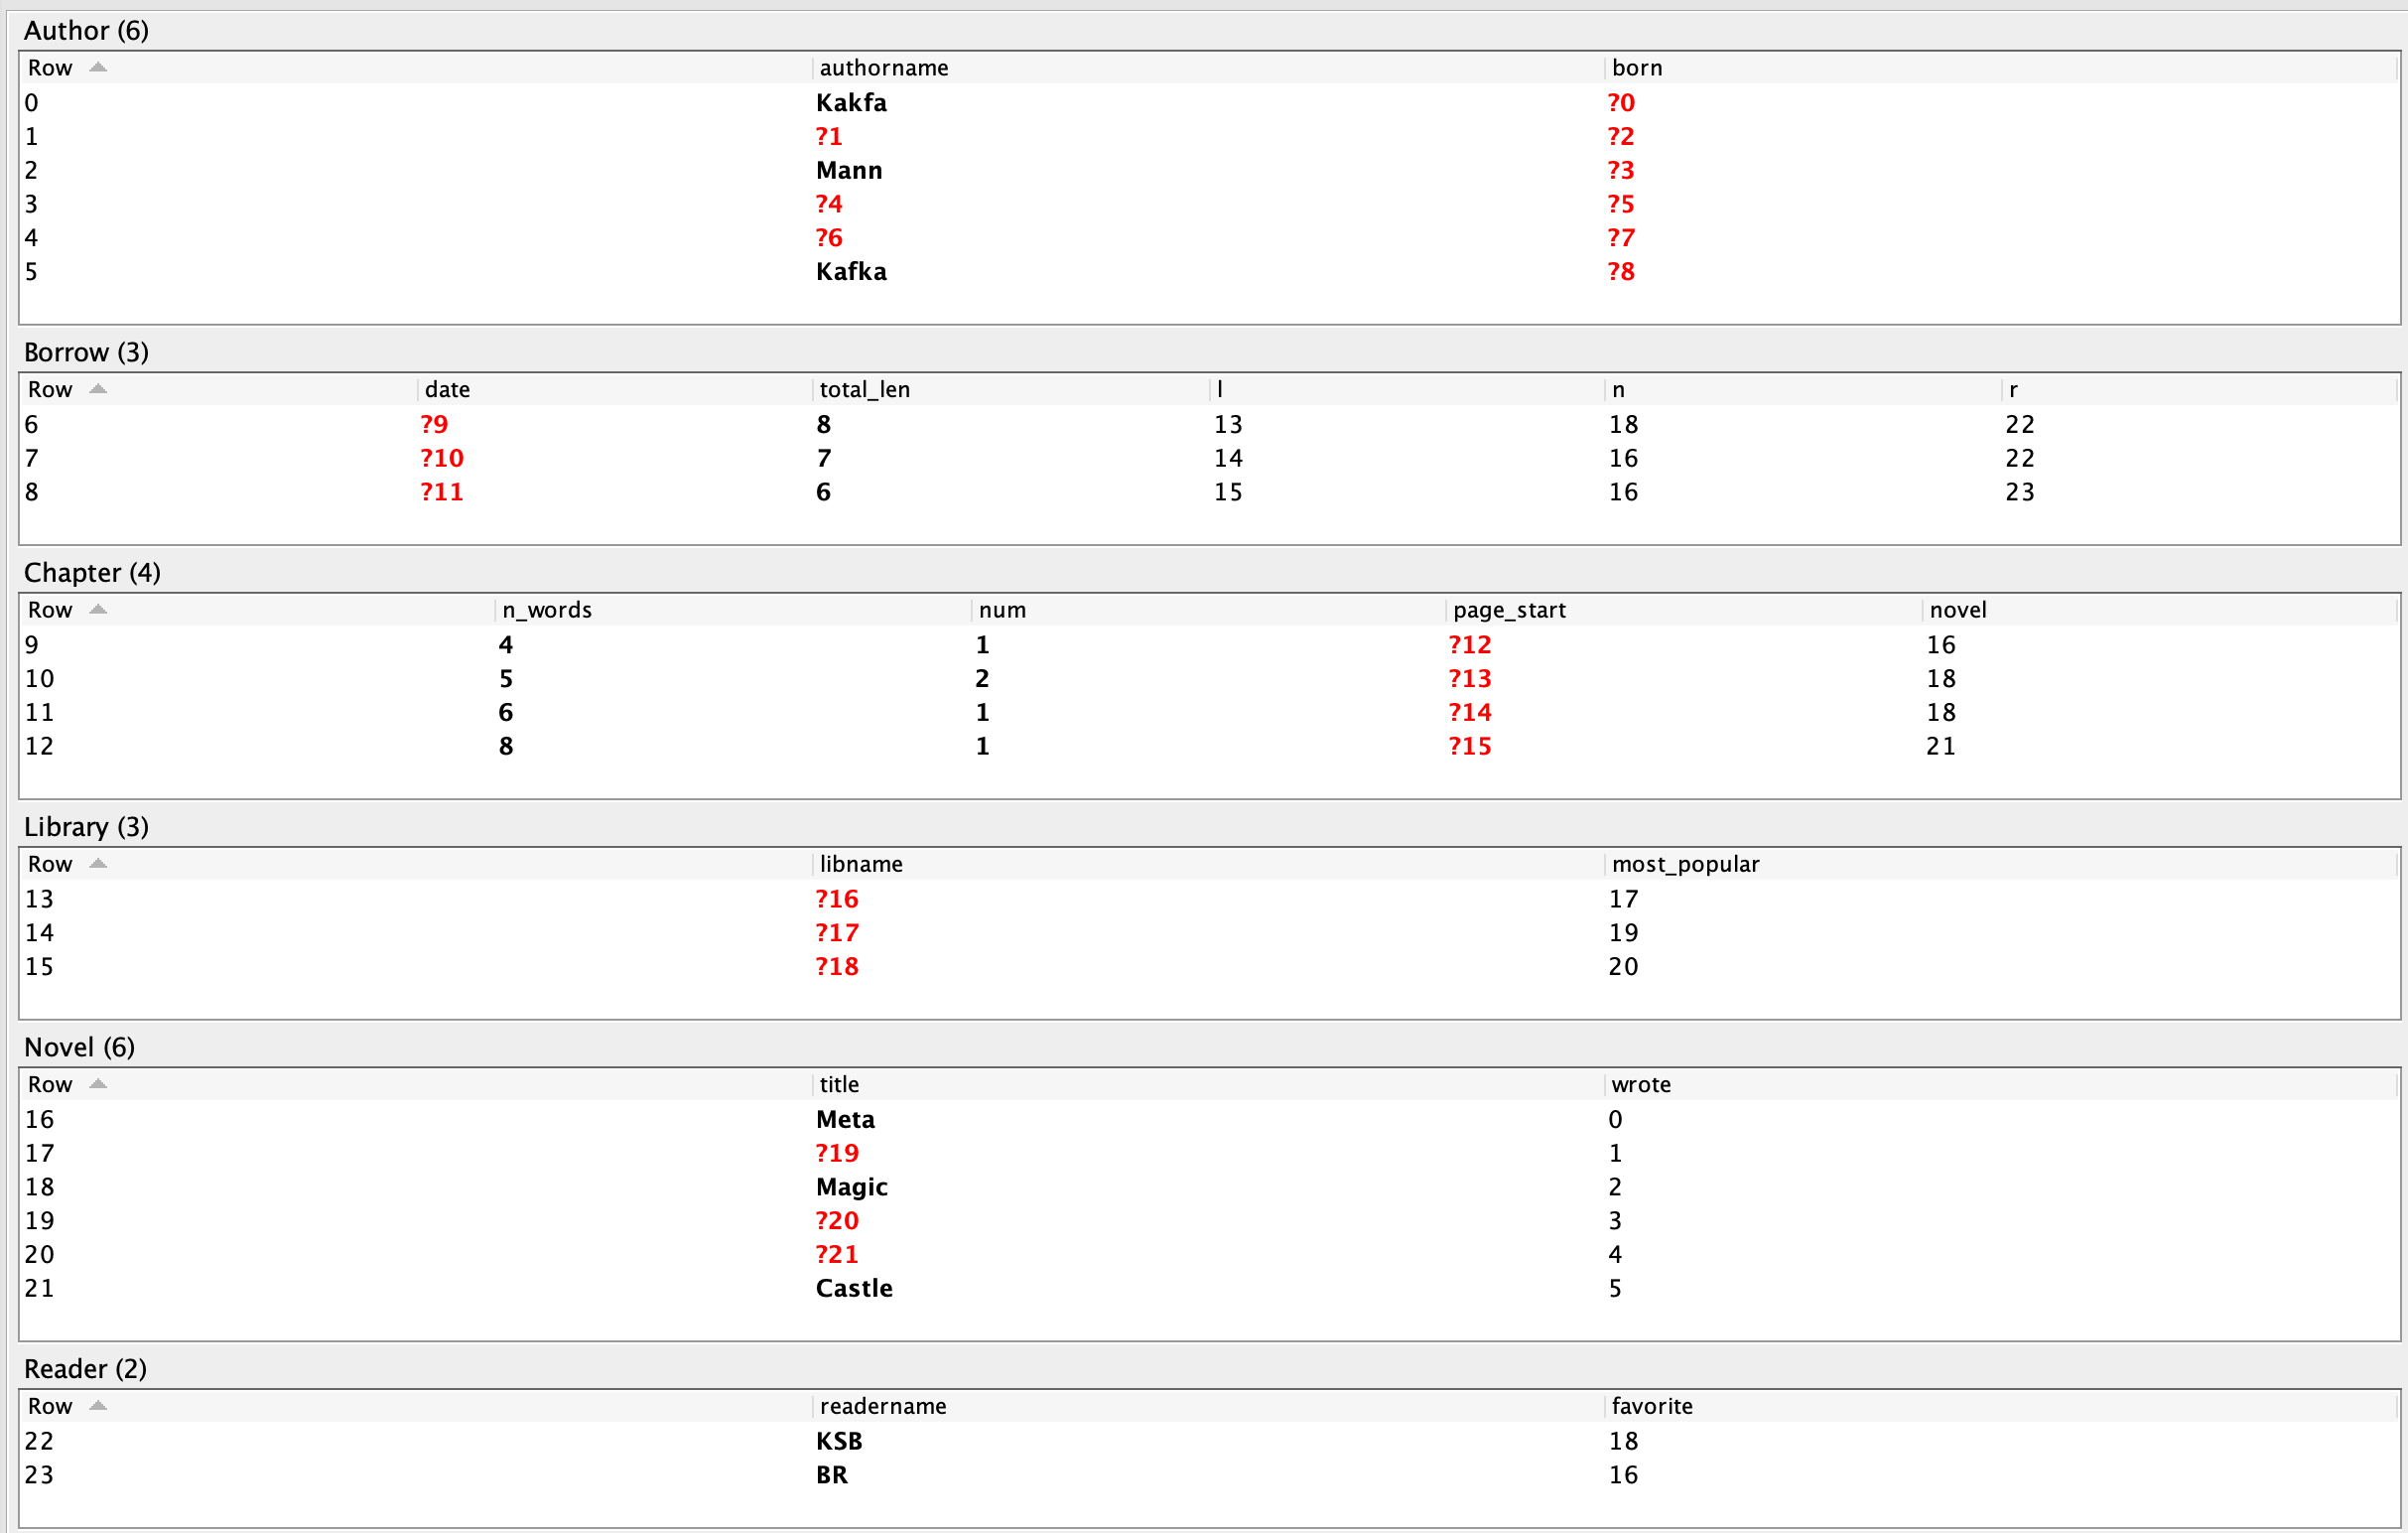 Author (6)
Row authorname born
0 Kakfa ?0
1 ?1 ?2
2 Mann ?3
3 ?4 ?5
4 ?6 ?7
5 Kafka ?8
Borrow (3)
Row date total_len l n r
6 ?9 8 13 18 22
7 ?10 7 14 16 22
8 ?11 6 15 16 23
Chapter (4)
Row n_words num page_start novel
9 4 1 ?12 16
10 5 2 ?13 18
11 6 1 ?14 18
12 8 1 ?15 21
Library (3)
Row libname most_popular
13 ?16 17
14 ?17 19
15 ?18 20
Novel (6)
Row title wrote
16 Meta 0
17 ?19 1
18 Magic 2
19 ?20 3
20 ?21 4
21 Castle 5
Reader (2)
Row readername favorite
22 KSB 18
23 BR 16